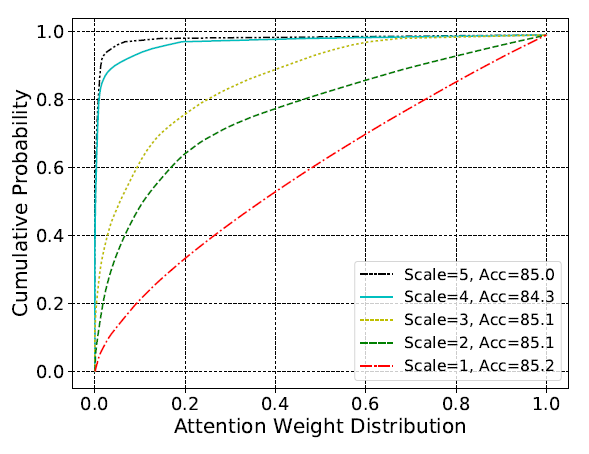 1.0
0.8
0.6
0.4
0.2
0.0
Cumulative Probability
Scale=5, Acc=85.0
Scale=4, Acc=84.3
Scale=3, Acc=85.1
Scale=2, Acc=85.1
Scale=1, Acc=85.2
0.0 0.2 0.4 0.6 0.8 1.0
Attention Weight Distribution